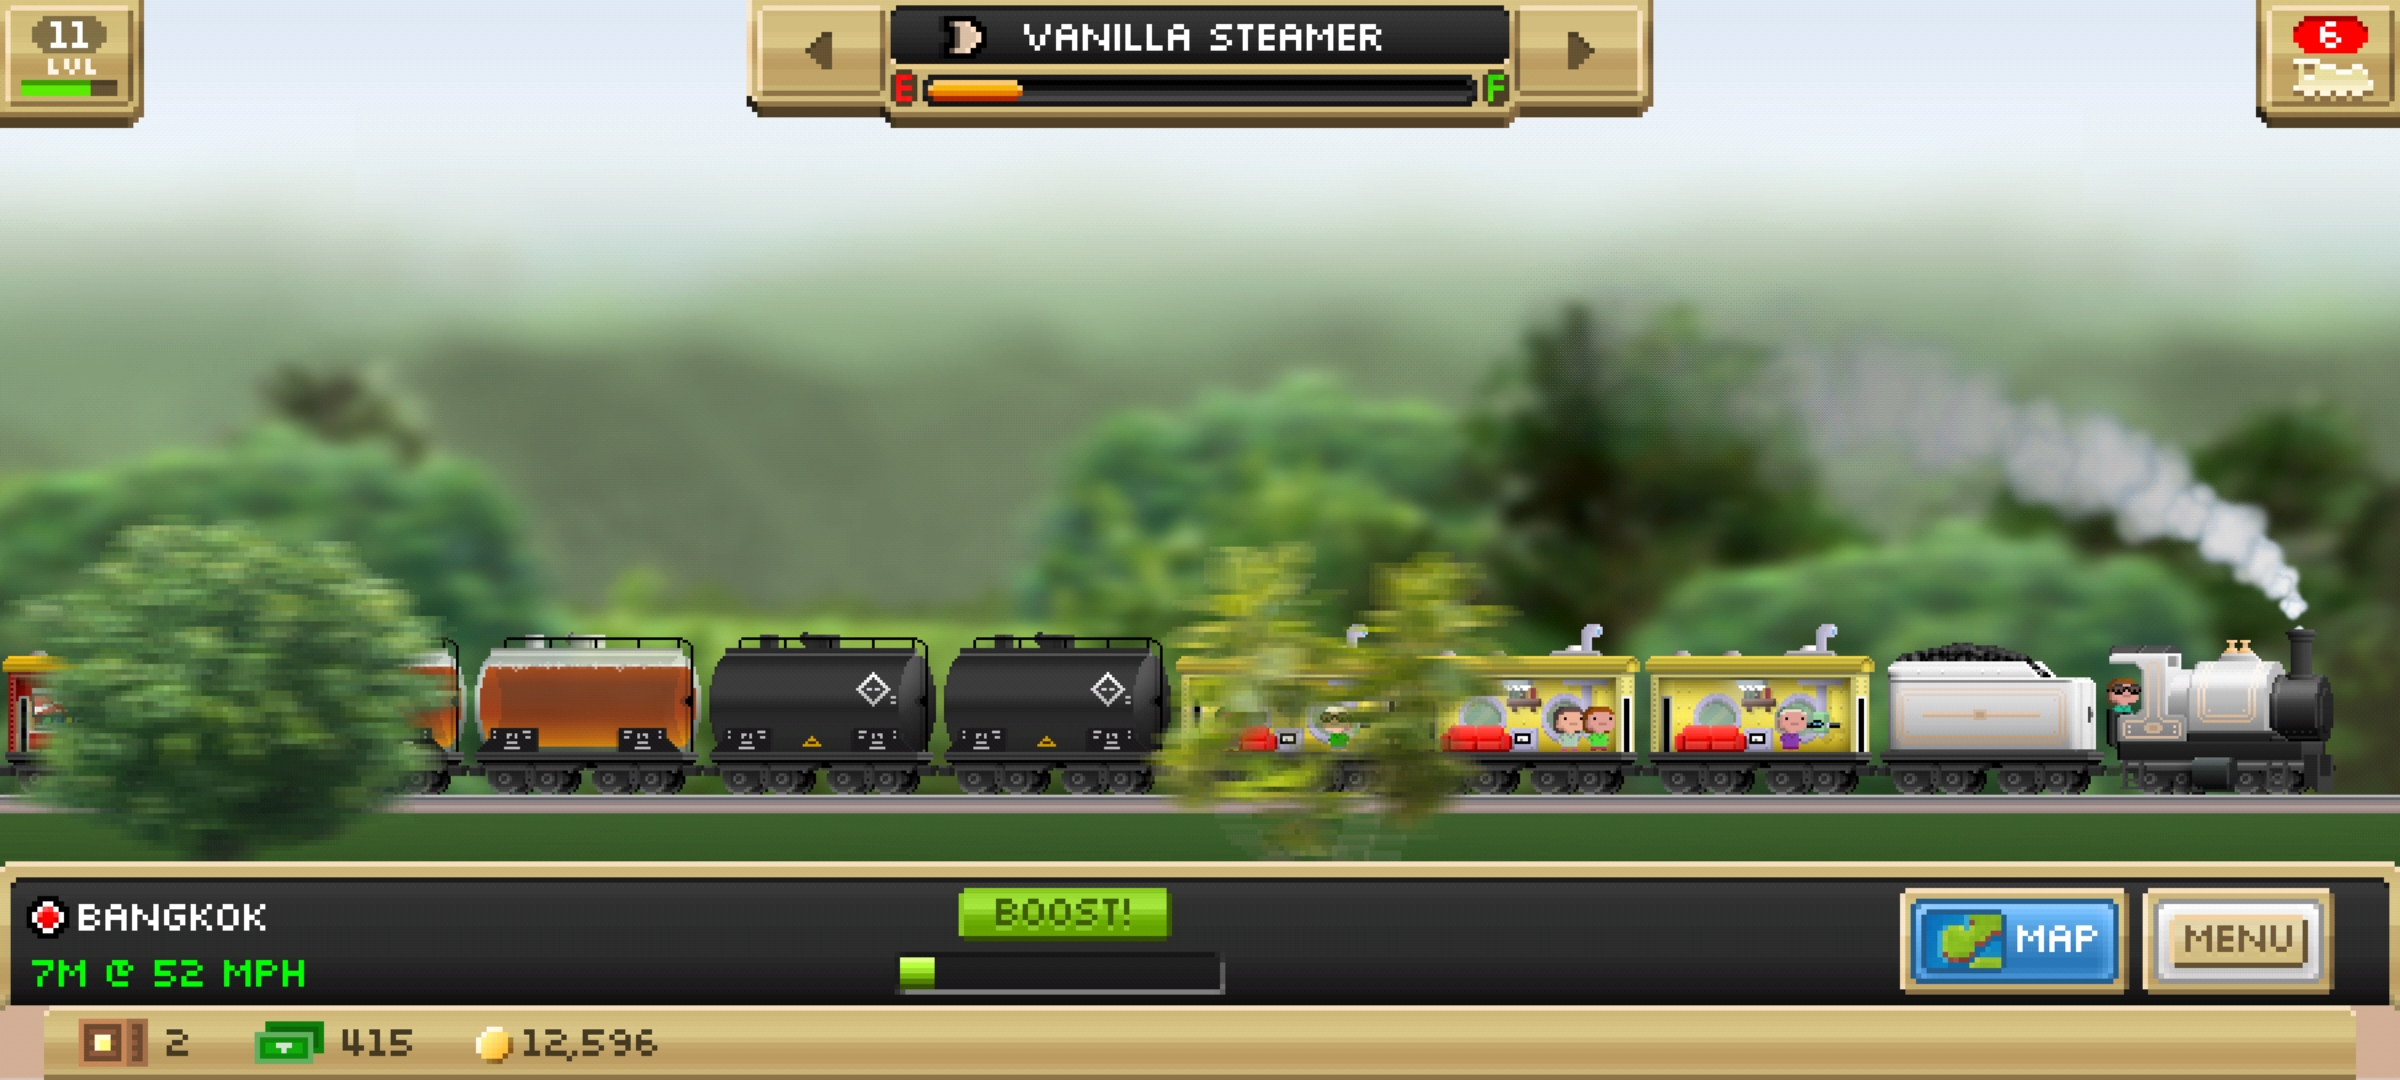 11
LVL
VANILLA STEAMER
E F
6
BANGKOK
7M @ 52 MPH
BOOST!
MAP
MENU
2
415
12,596